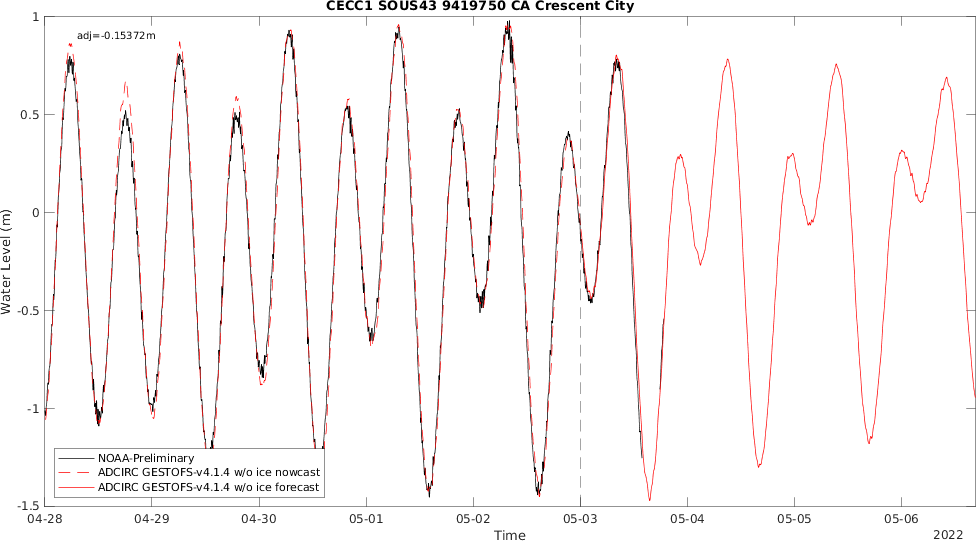 CECC1 SOUS43 9419750 CA Crescent City
adj=-0.15372m
Water Level (m)
1
0.5
0
-0.5
-1
-1.5
NOAA-Preliminary
ADCIRC GESTOFS-v4.1.4 w/o ice nowcast
ADCIRC GESTOFS-v4.1.4 w/o ice forecast
04-28 04-29 04-30 05-01 05-02 05-03 05-04 05-05 05-06
Time
2022